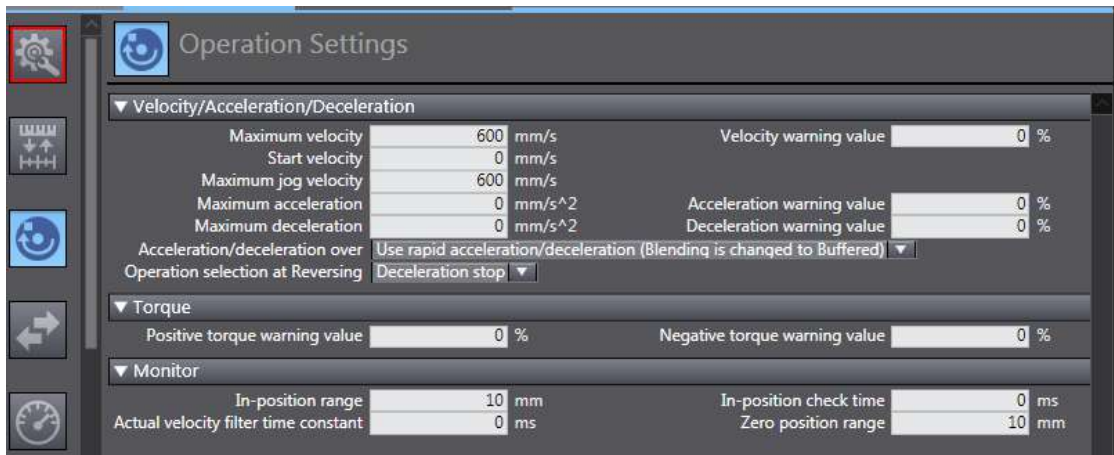 Operation Settings
▼ Velocity/Acceleration/Deceleration
Maximum velocity 600 mm/s Velocity warning value 0 %
Start velocity 0 mm/s
Maximum jog velocity 600 mm/s
Maximum acceleration 0 mm/s^2 Acceleration warning value 0 %
Maximum deceleration 0 mm/s^2 Deceleration warning value 0 %
Acceleration/deceleration over Use rapid acceleration/deceleration (Blending is changed to Buffered) ▼
Operation selection at Reversing Deceleration stop ▼
▼ Torque
Positive torque warning value 0 % Negative torque warning value 0 %
▼ Monitor
In-position range 10 mm In-position check time 0 ms
Actual velocity filter time constant 0 ms Zero position range 10 mm